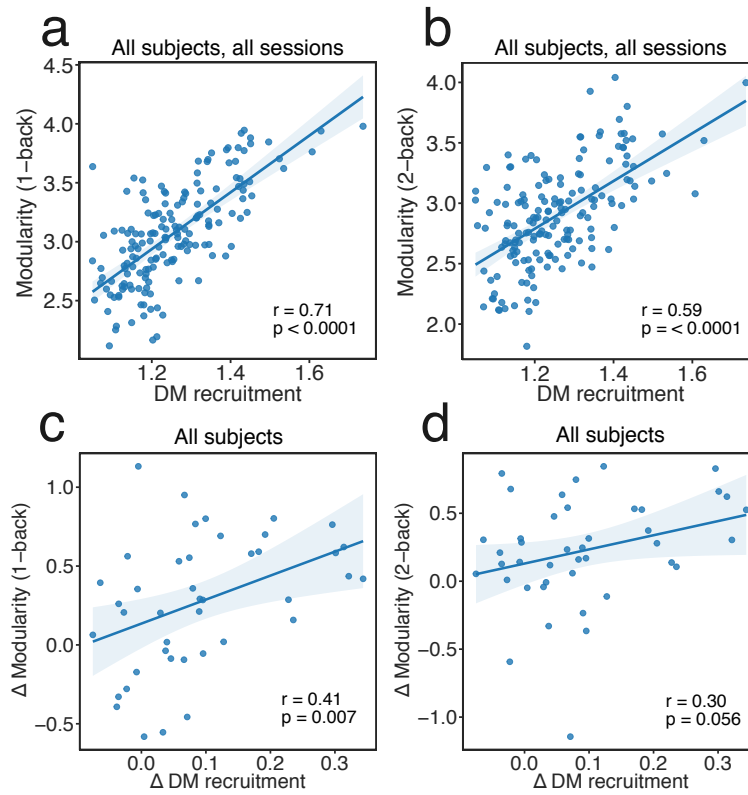 a
All subjects, all sessions
4.5
4.0
3.5
3.0
2.5
Modularity (1−back)
r = 0.71
p < 0.0001
1.2
1.4
1.6
DM recruitment
b
All subjects, all sessions
4.0
3.5
3.0
2.5
2.0
Modularity (2−back)
r = 0.59
p = < 0.0001
1.2
1.4
1.6
DM recruitment
c
All subjects
1.0
0.5
0.0
−0.5
Δ Modularity (1−back)
r = 0.41
p = 0.007
0.0
0.1
0.2
0.3
Δ DM recruitment
d
All subjects
0.5
0.0
−0.5
−1.0
Δ Modularity (2−back)
r = 0.30
p = 0.056
0.0
0.1
0.2
0.3
Δ DM recruitment